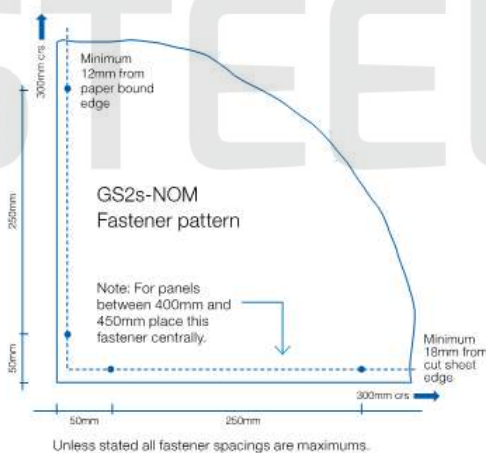 STEEL
300mm crs
Minimum
12mm from
paper bound
edge
250mm
GS2s-NOM
Fastener pattern
Note: For panels
between 400mm and
450mm place this
fastener centrally.
50mm
Minimum
18mm from
cut sheet
edge
300mm crs
50mm
250mm
Unless stated all fastener spacings are maximums.